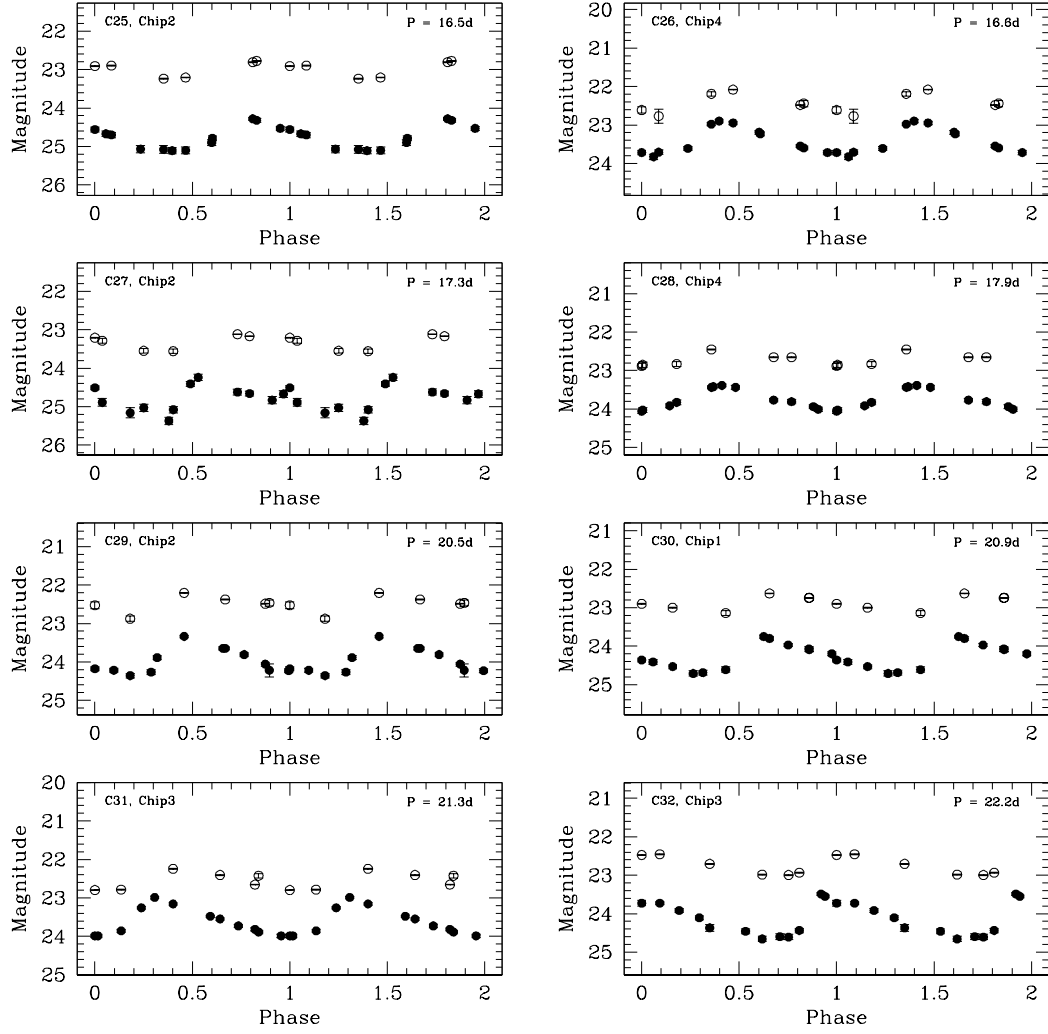 C25, Chip2
P = 16.5d
22
23
24
25
26
Magnitude
0
0.5
1
1.5
2
Phase
C26, Chip4
P = 16.6d
20
21
22
23
24
Magnitude
0
0.5
1
1.5
2
Phase
C27, Chip2
P = 17.3d
22
23
24
25
26
Magnitude
0
0.5
1
1.5
2
Phase
C28, Chip4
P = 17.9d
21
22
23
24
25
Magnitude
0
0.5
1
1.5
2
Phase
C29, Chip2
P = 20.5d
21
22
23
24
25
Magnitude
0
0.5
1
1.5
2
Phase
C30, Chip1
P = 20.9d
21
22
23
24
25
Magnitude
0
0.5
1
1.5
2
Phase
C31, Chip3
P = 21.3d
20
21
22
23
24
25
Magnitude
0
0.5
1
1.5
2
Phase
C32, Chip3
P = 22.2d
21
22
23
24
25
Magnitude
0
0.5
1
1.5
2
Phase